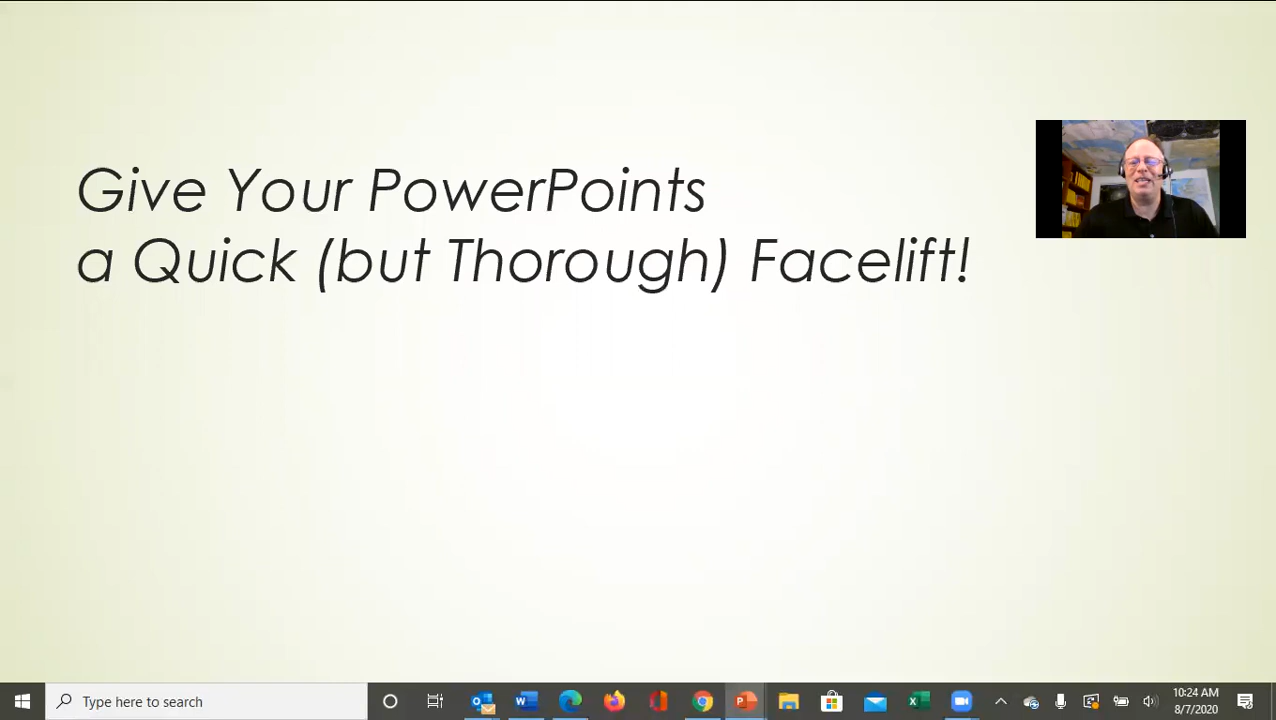 Give Your PowerPoints
a Quick (but Thorough) Facelift!
Type here to search
10:24 AM
8/7/2020